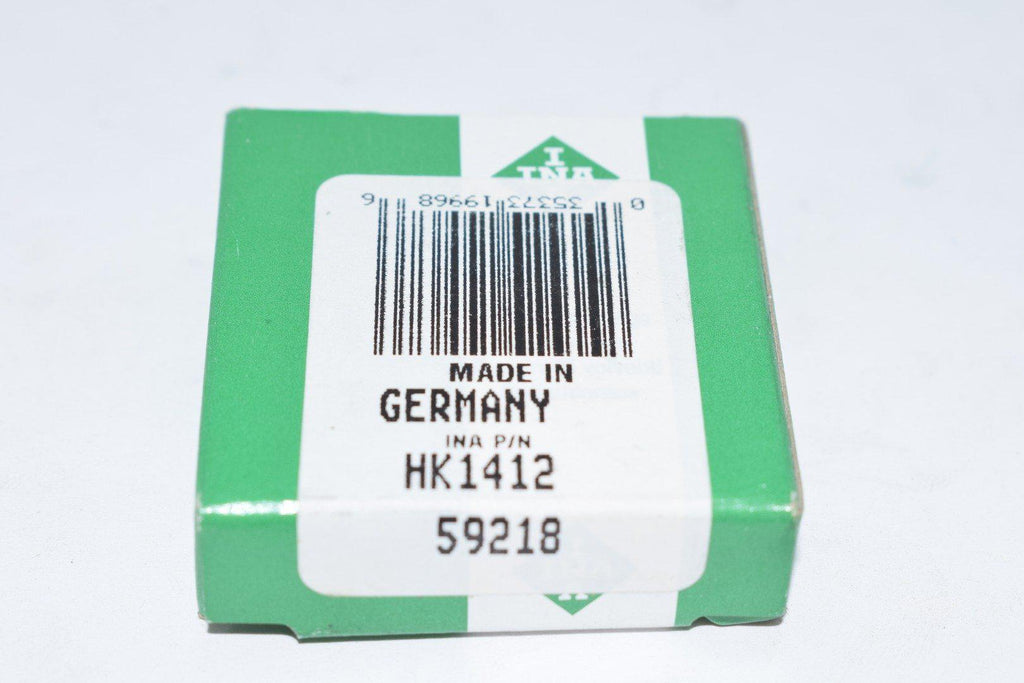 I
INA
0 35373 19968 6
MADE IN
GERMANY
INA P/N
HK1412
59218